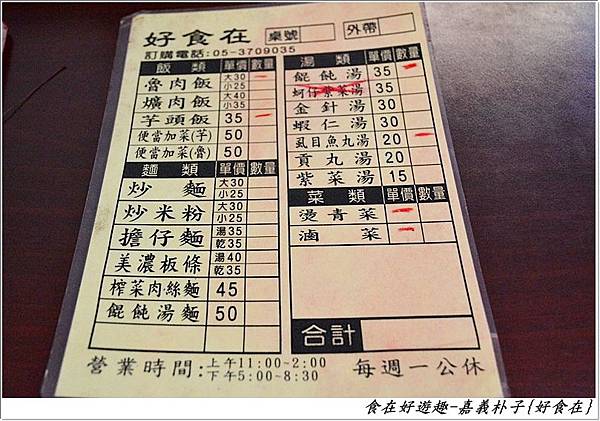 好食在 桌號 外帶
訂購電話:05-3709035
飯類 單價 數量
魯肉飯 大30 小25
爌肉飯 大40 小35
芋頭飯 35
便當加菜(芋) 50
便當加菜(魯) 50
麵類 單價 數量
炒麵 大30 小25
炒米粉 大30 小25
擔仔麵 湯35 乾35
美濃板條 湯40 乾35
榨菜肉絲麵 45
餛飩湯麵 50
湯類 單價 數量
餛飩湯 35
蚵仔紫菜湯 35
金針湯 30
蝦仁湯 30
虱目魚丸湯 20
貢丸湯 20
紫菜湯 15
菜類 單價 數量
燙青菜
滷菜
合計
營業時間:上午11:00~2:00 下午5:00~8:30 每週一公休
食在好遊趣-嘉義朴子{好食在}